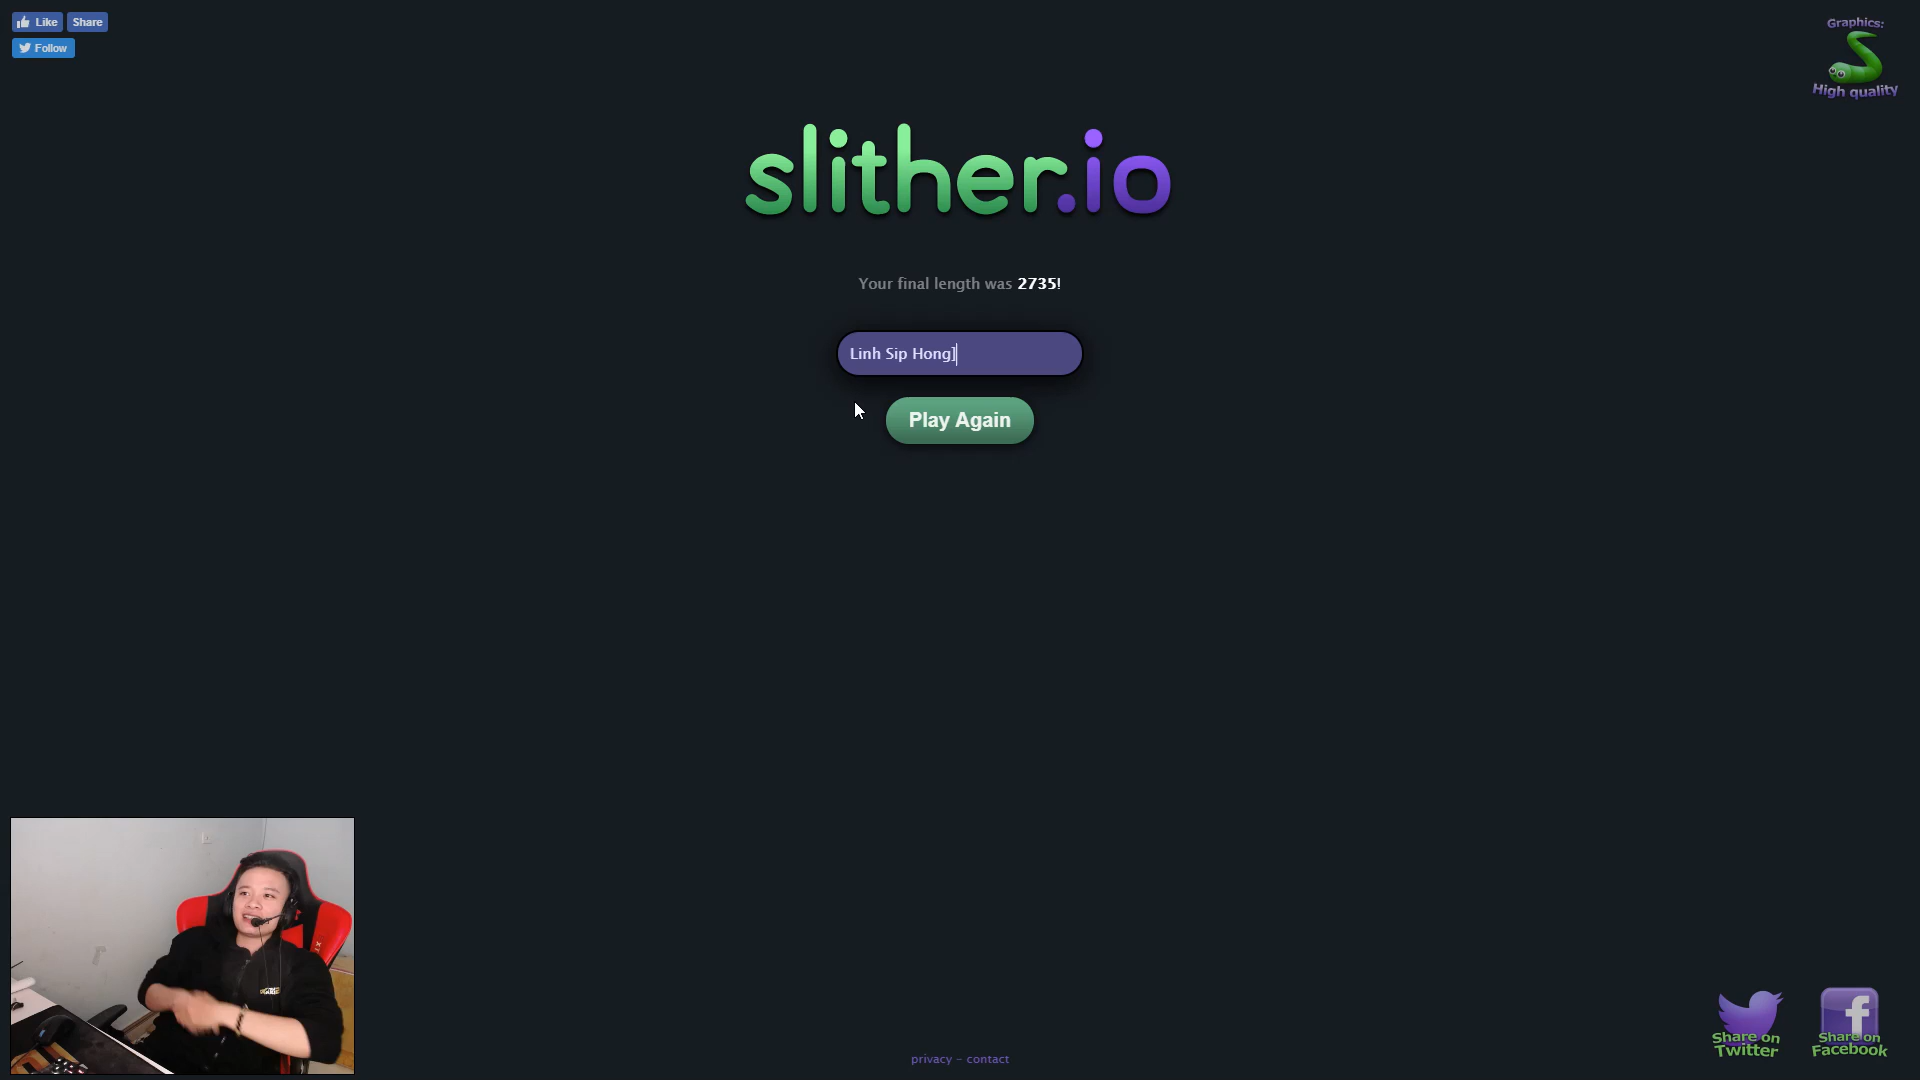 Like Share
Follow
Graphics:
High quality
slither.io
Your final length was 2735!
Linh Sip Hong]
Play Again
Share on
Twitter
Share on
Facebook
privacy - contact